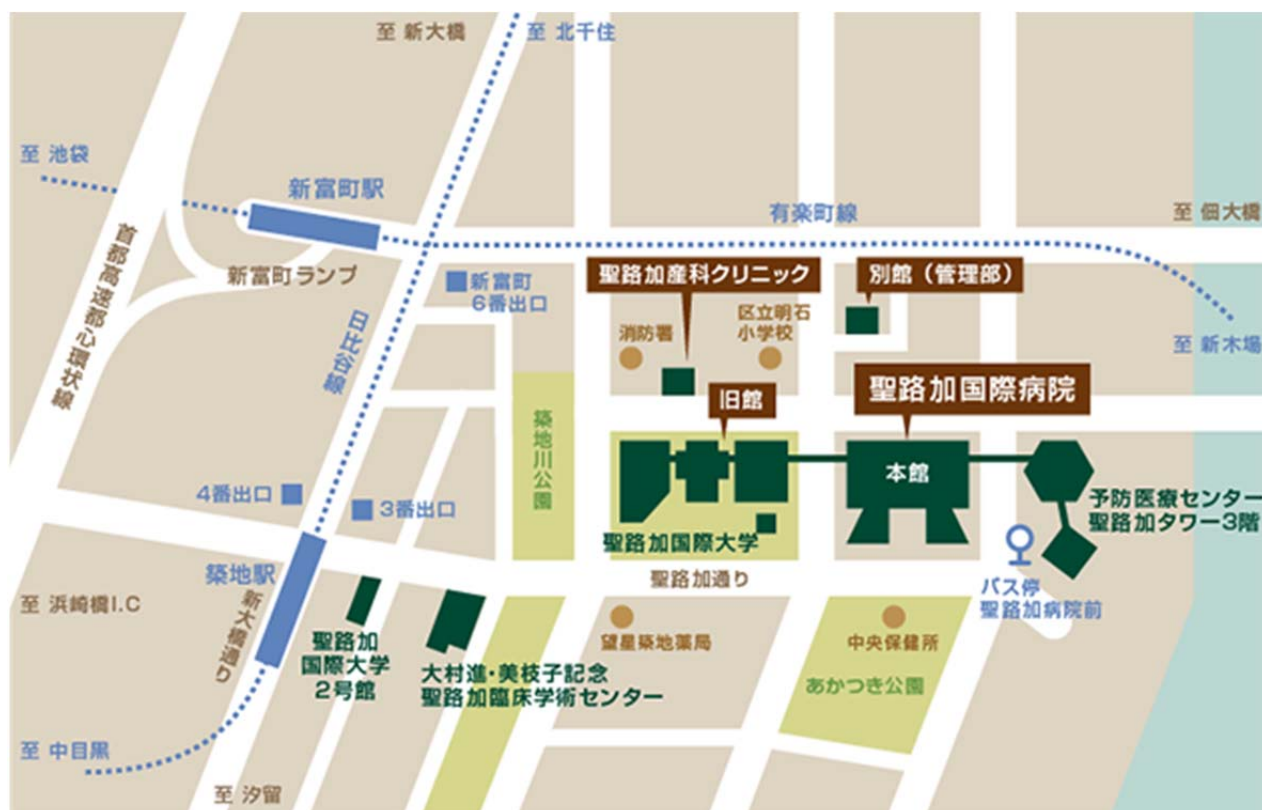 至 新大橋
至 北千住
至 池袋
新富町駅
有楽町線
至 佃大橋
首都高速都心環状線
新富町ランプ
新富町
6番出口
聖路加産科クリニック
別館（管理部）
日比谷線
消防署
区立明石
小学校
至 新木場
聖路加国際病院
旧館
築地川公園
本館
4番出口
3番出口
予防医療センター
聖路加タワー3階
聖路加国際大学
築地駅
聖路加通り
バス停
聖路加病院前
至 浜崎橋I.C
新大橋通り
聖路加
国際大学
2号館
望星築地薬局
中央保健所
大村進・美枝子記念
聖路加臨床学術センター
あかつき公園
至 中目黒
至 汐留